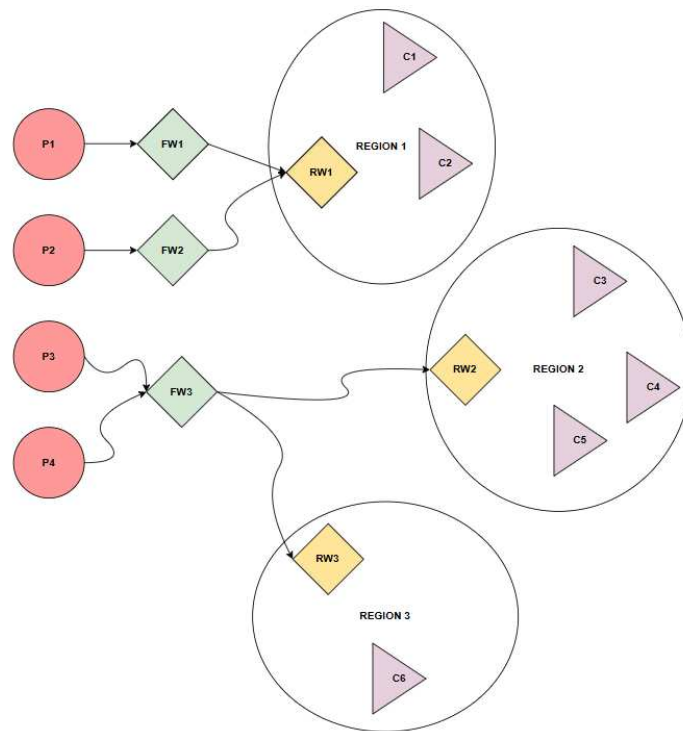 C1
P1
FW1
REGION 1
C2
RW1
P2
FW2
C3
P3
RW2
REGION 2
FW3
C4
C5
P4
RW3
REGION 3
C6